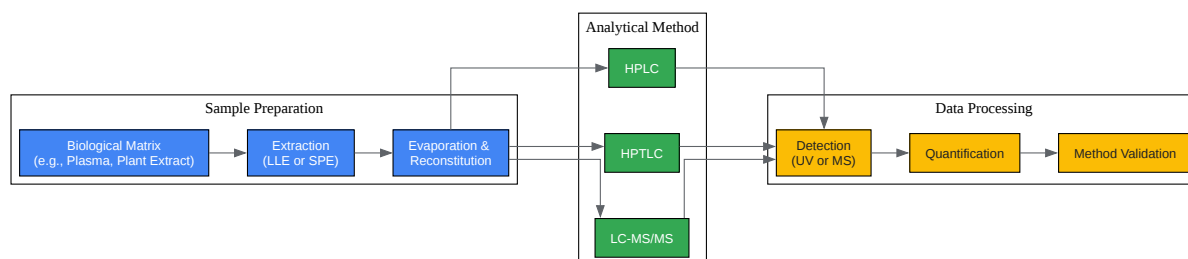 Analytical Method
HPLC
Sample Preparation
Data Processing
Biological Matrix
(e.g., Plasma, Plant Extract)
Extraction
(LLE or SPE)
Evaporation &
Reconstitution
HPTLC
Detection
(UV or MS)
Quantification
Method Validation
LC-MS/MS